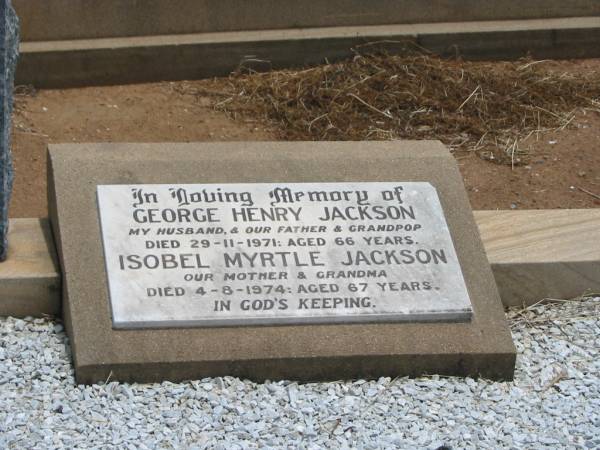 In Loving Memory of
GEORGE HENRY JACKSON
MY HUSBAND, & OUR FATHER & GRANDPOP
DIED 29-11-1971: AGED 66 YEARS.
ISOBEL MYRTLE JACKSON
OUR MOTHER & GRANDMA
DIED 4-8-1974: AGED 67 YEARS.
IN GOD'S KEEPING.